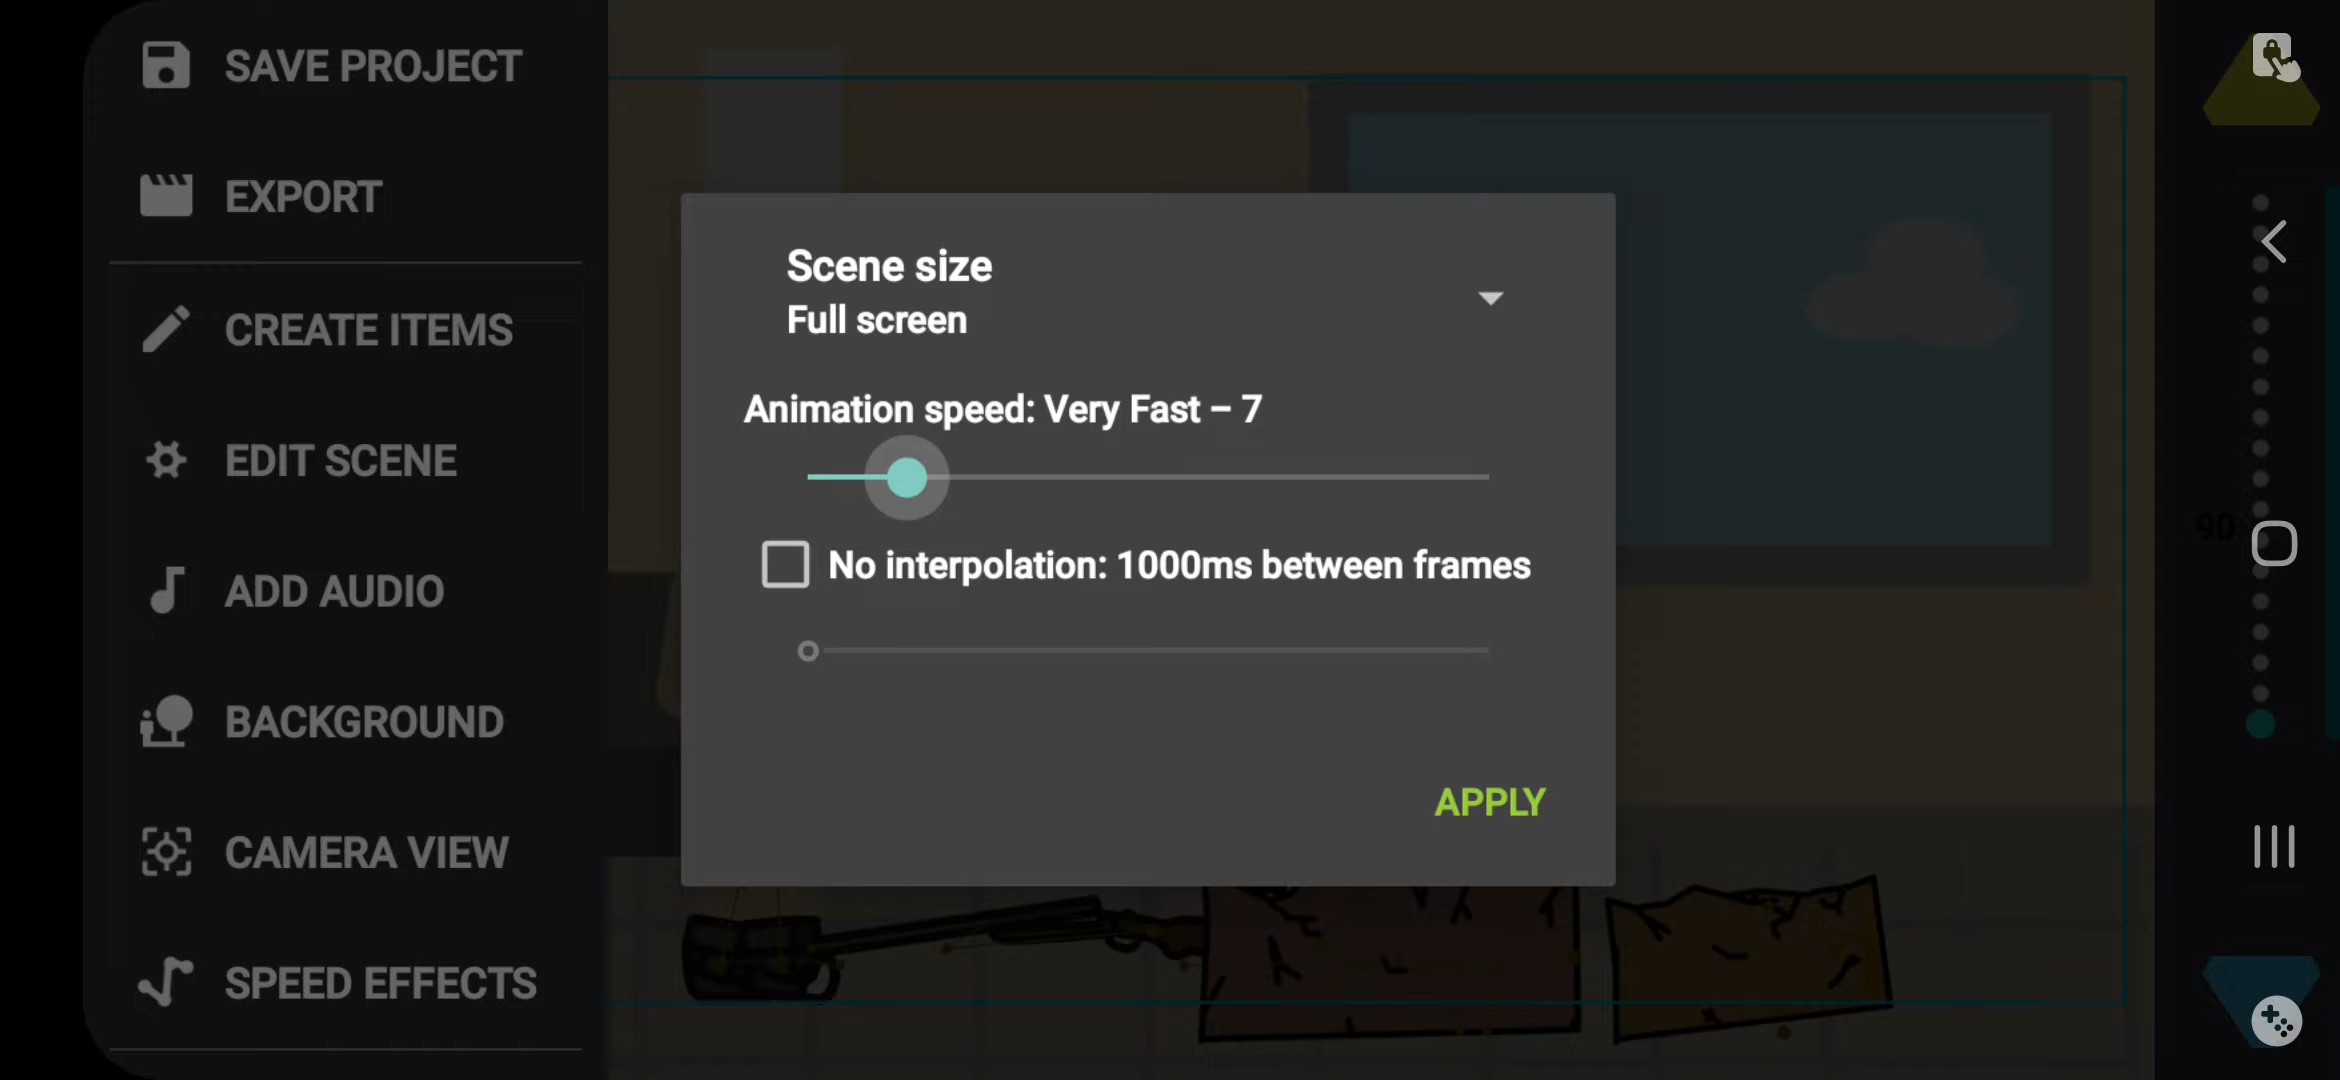 SAVE PROJECT
EXPORT
CREATE ITEMS
EDIT SCENE
ADD AUDIO
BACKGROUND
CAMERA VIEW
SPEED EFFECTS
Scene size
Full screen
Animation speed: Very Fast – 7
No interpolation: 1000ms between frames
APPLY
90